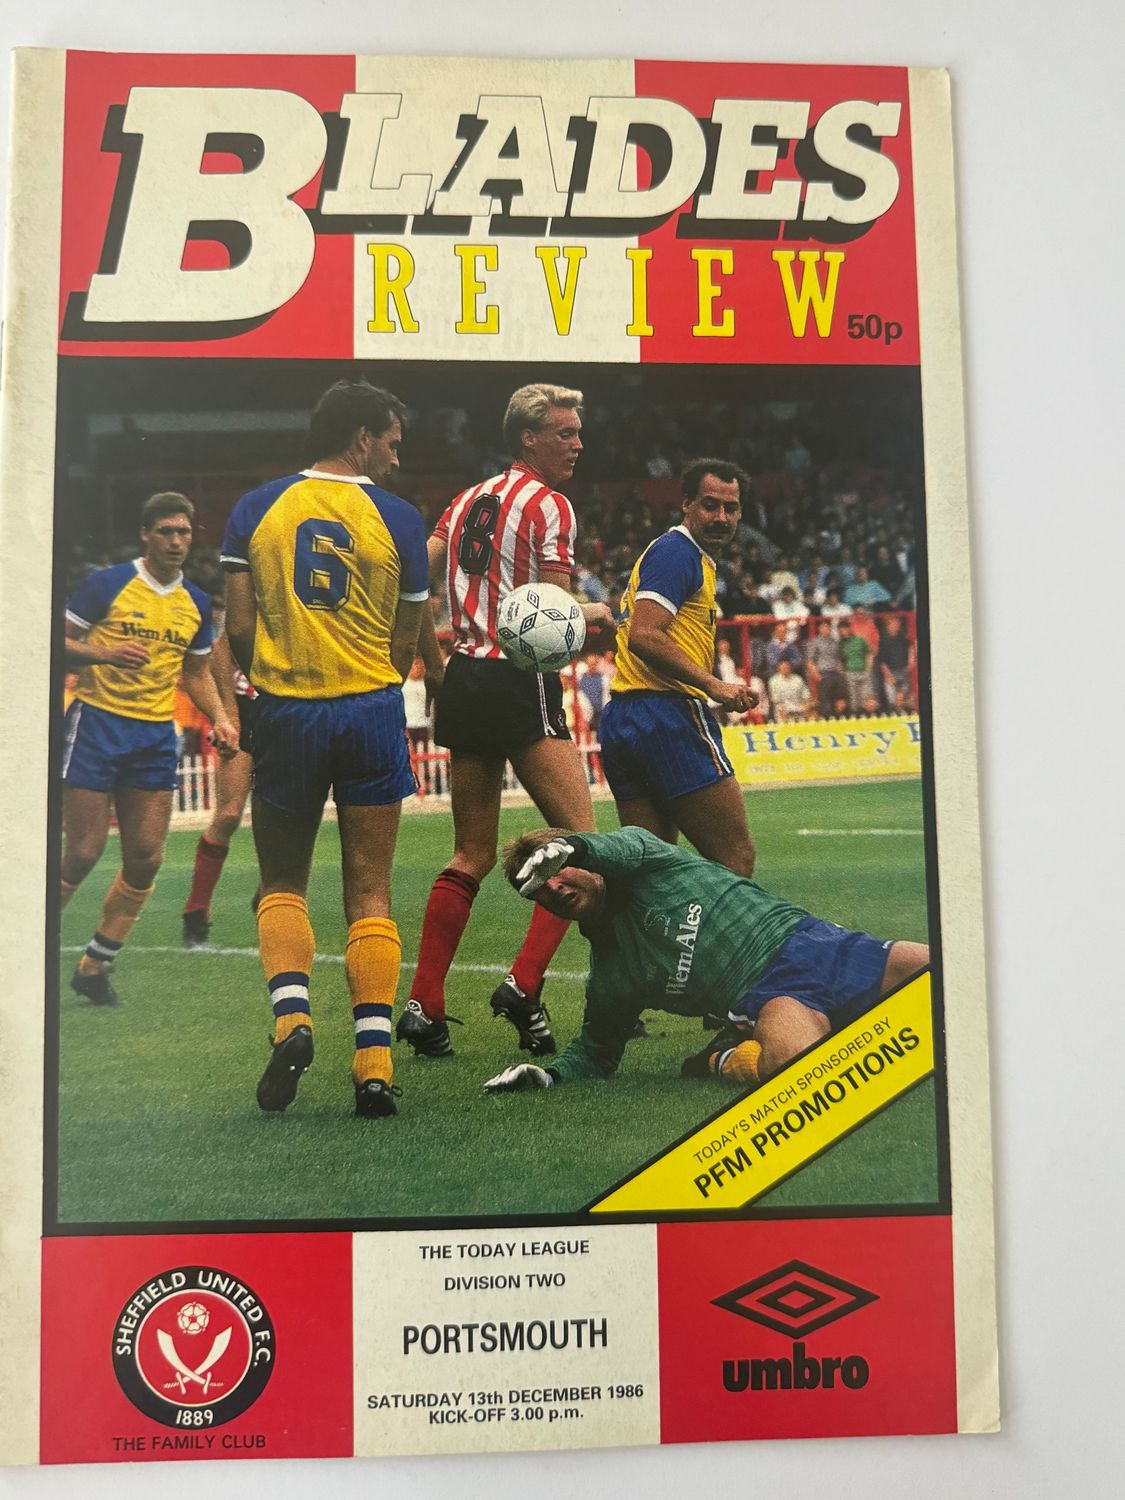 BLADES
REVIEW
50p
6
8
Wem Ales
Henry
Wem Ales
TODAY'S MATCH SPONSORED BY
PFM PROMOTIONS
SHEFFIELD UNITED F.C.
1889
THE FAMILY CLUB
THE TODAY LEAGUE
DIVISION TWO
PORTSMOUTH
SATURDAY 13th DECEMBER 1986
KICK-OFF 3.00 p.m.
umbro